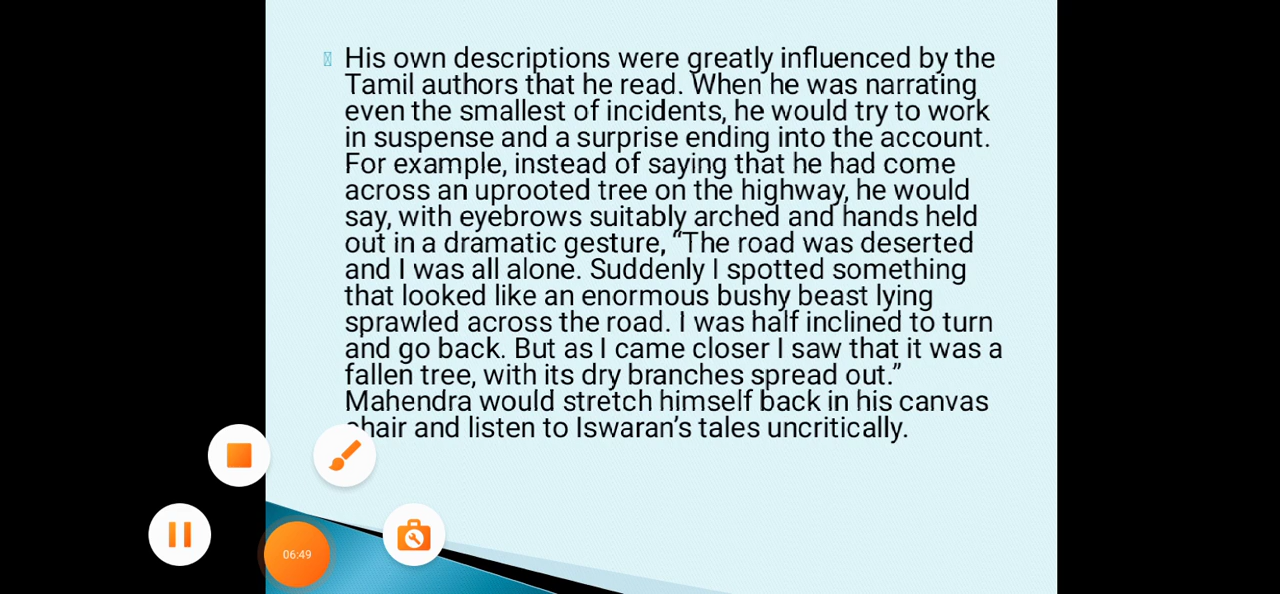 His own descriptions were greatly influenced by the
Tamil authors that he read. When he was narrating
even the smallest of incidents, he would try to work
in suspense and a surprise ending into the account.
For example, instead of saying that he had come
across an uprooted tree on the highway, he would
say, with eyebrows suitably arched and hands held
out in a dramatic gesture, “The road was deserted
and I was all alone. Suddenly I spotted something
that looked like an enormous bushy beast lying
sprawled across the road. I was half inclined to turn
and go back. But as I came closer I saw that it was a
fallen tree, with its dry branches spread out.”
Mahendra would stretch himself back in his canvas
chair and listen to Iswaran’s tales uncritically.
06:49